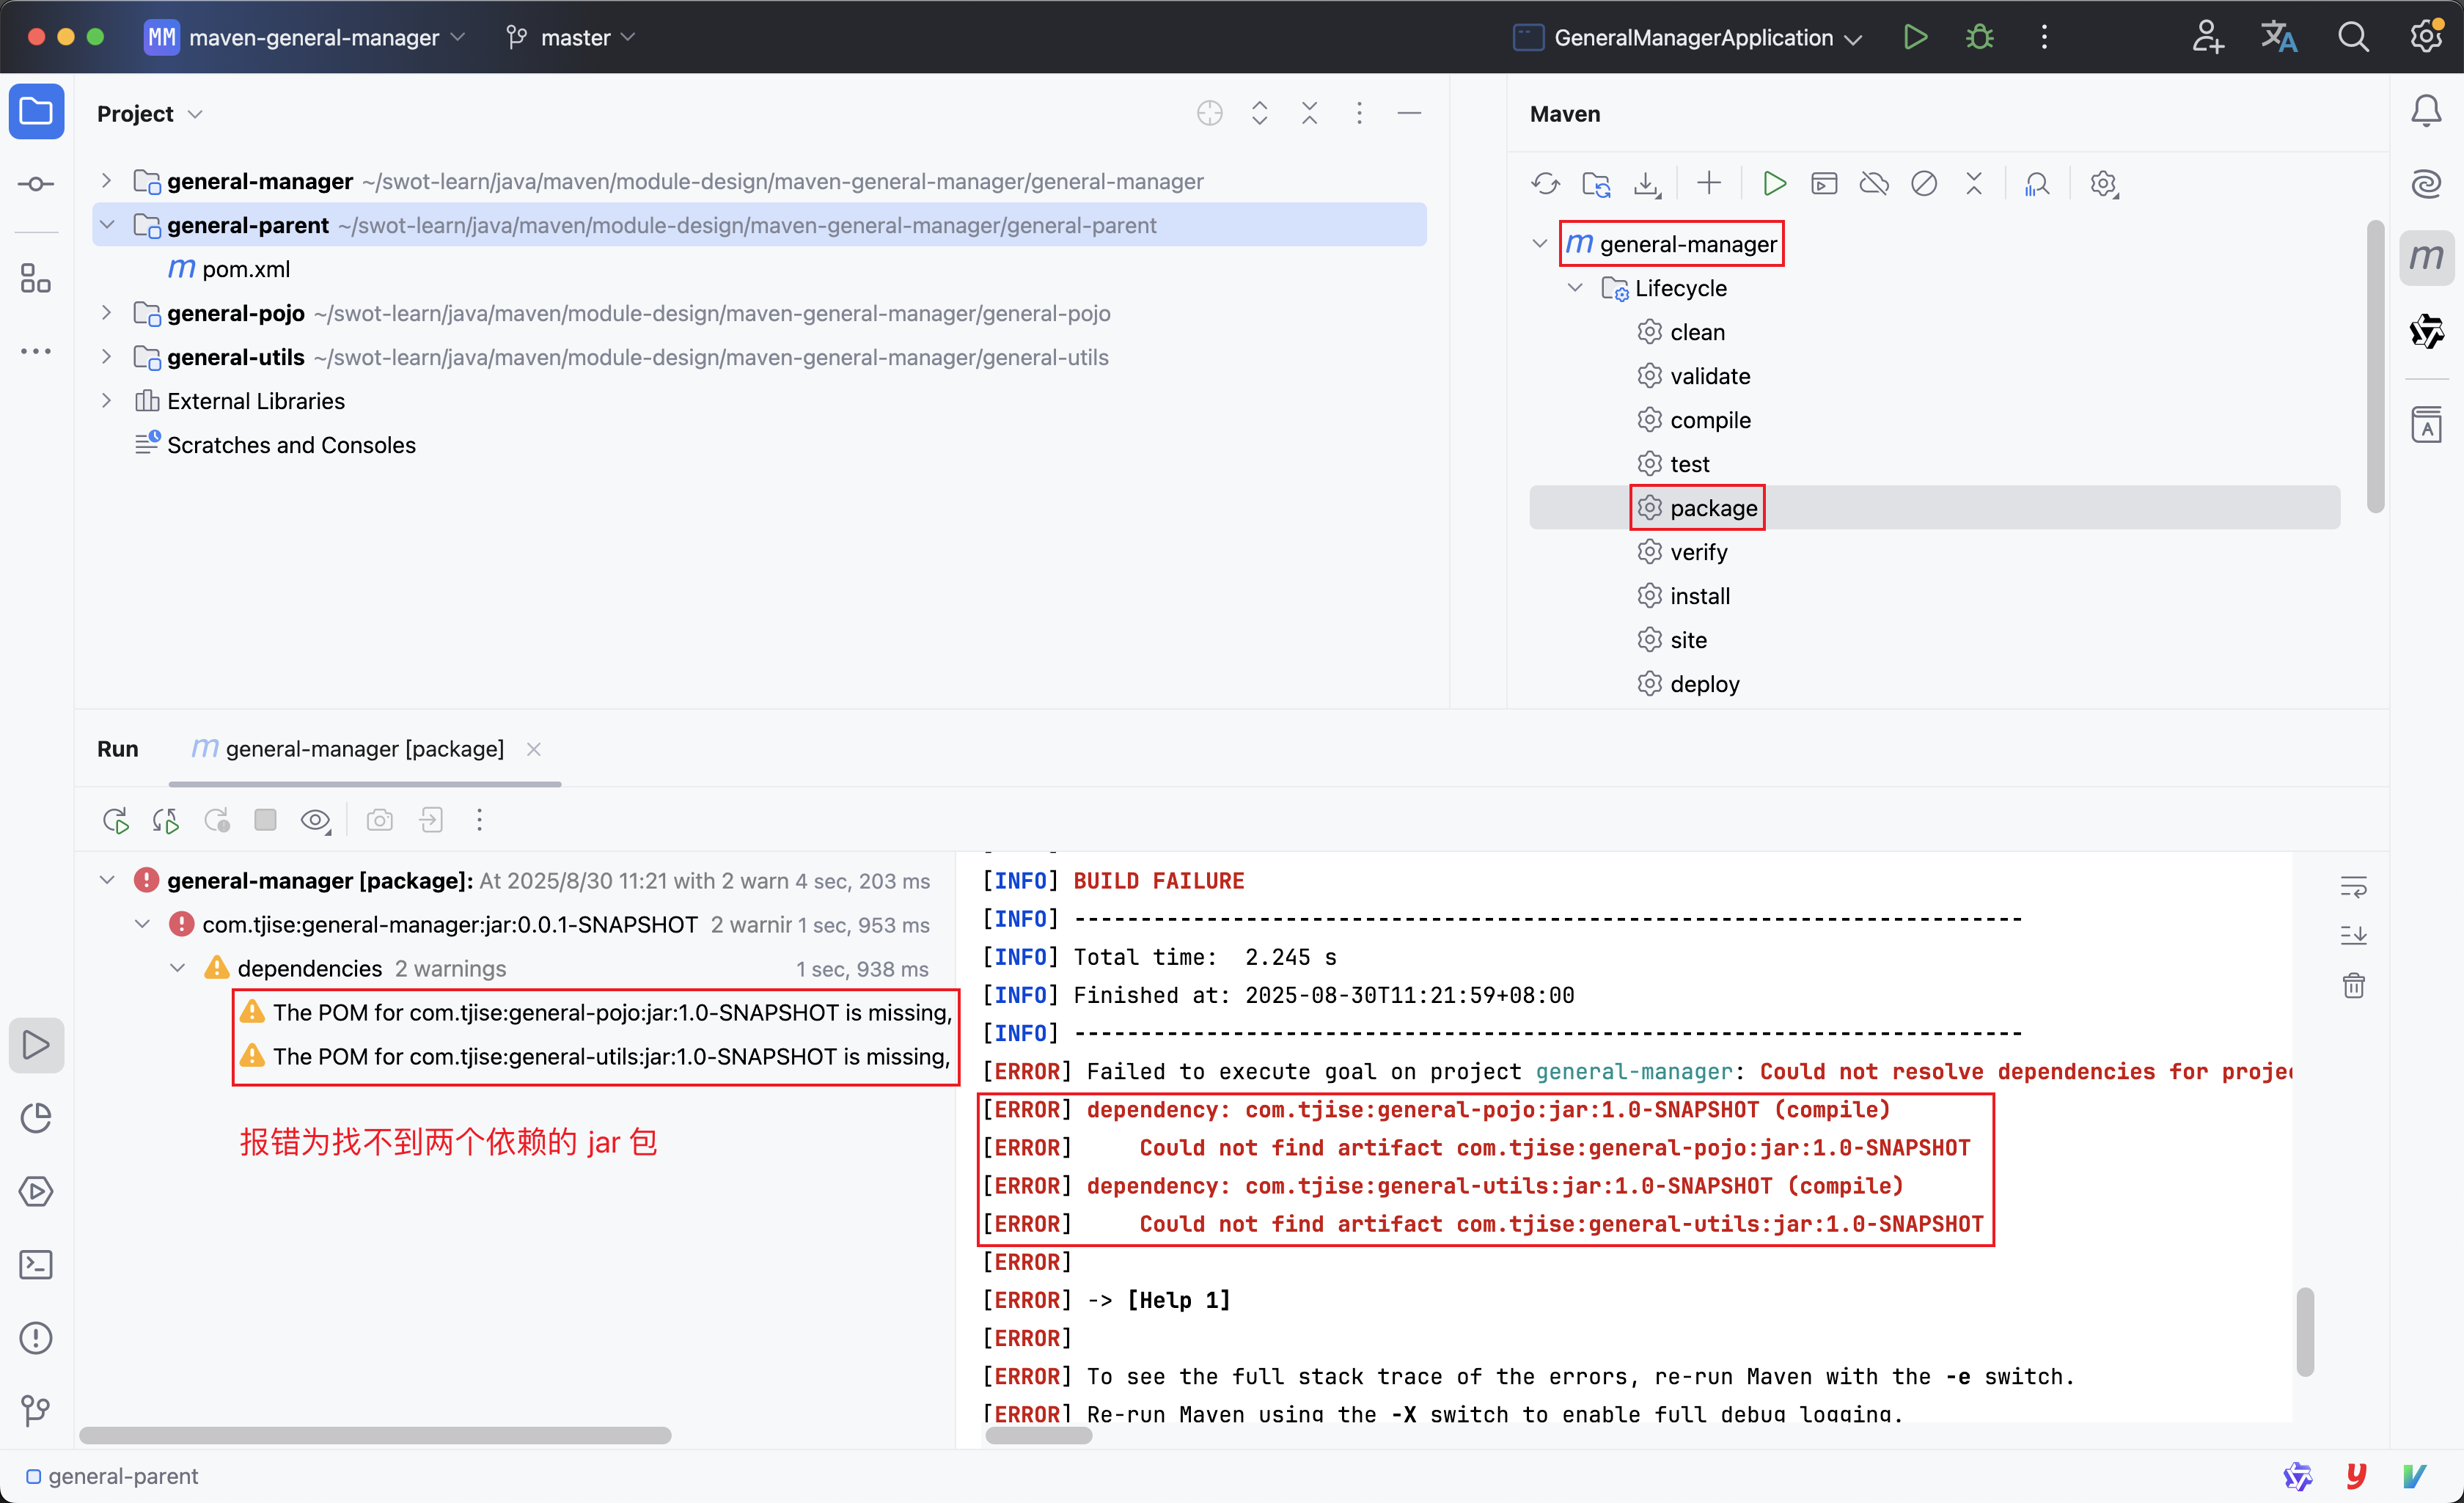 MM maven-general-manager
master
GeneralManagerApplication
Project
general-manager ~/swot-learn/java/maven/module-design/maven-general-manager/general-manager
general-parent ~/swot-learn/java/maven/module-design/maven-general-manager/general-parent
m pom.xml
general-pojo ~/swot-learn/java/maven/module-design/maven-general-manager/general-pojo
general-utils ~/swot-learn/java/maven/module-design/maven-general-manager/general-utils
External Libraries
Scratches and Consoles
Maven
m general-manager
Lifecycle
clean
validate
compile
test
package
verify
install
site
deploy
Run
m general-manager [package]
general-manager [package]: At 2025/8/30 11:21 with 2 warn 4 sec, 203 ms
com.tjise:general-manager:jar:0.0.1-SNAPSHOT 2 warnir 1 sec, 953 ms
dependencies 2 warnings 1 sec, 938 ms
The POM for com.tjise:general-pojo:jar:1.0-SNAPSHOT is missing,
The POM for com.tjise:general-utils:jar:1.0-SNAPSHOT is missing,
报错为找不到两个依赖的 jar 包
[INFO] BUILD FAILURE
[INFO] ------------------------------------------------------------------------
[INFO] Total time:  2.245 s
[INFO] Finished at: 2025-08-30T11:21:59+08:00
[INFO] ------------------------------------------------------------------------
[ERROR] Failed to execute goal on project general-manager: Could not resolve dependencies for proje
[ERROR] dependency: com.tjise:general-pojo:jar:1.0-SNAPSHOT (compile)
[ERROR]     Could not find artifact com.tjise:general-pojo:jar:1.0-SNAPSHOT
[ERROR] dependency: com.tjise:general-utils:jar:1.0-SNAPSHOT (compile)
[ERROR]     Could not find artifact com.tjise:general-utils:jar:1.0-SNAPSHOT
[ERROR]
[ERROR] -> [Help 1]
[ERROR]
[ERROR] To see the full stack trace of the errors, re-run Maven with the -e switch.
[ERROR] Re-run Maven using the -X switch to enable full debug logging.
general-parent